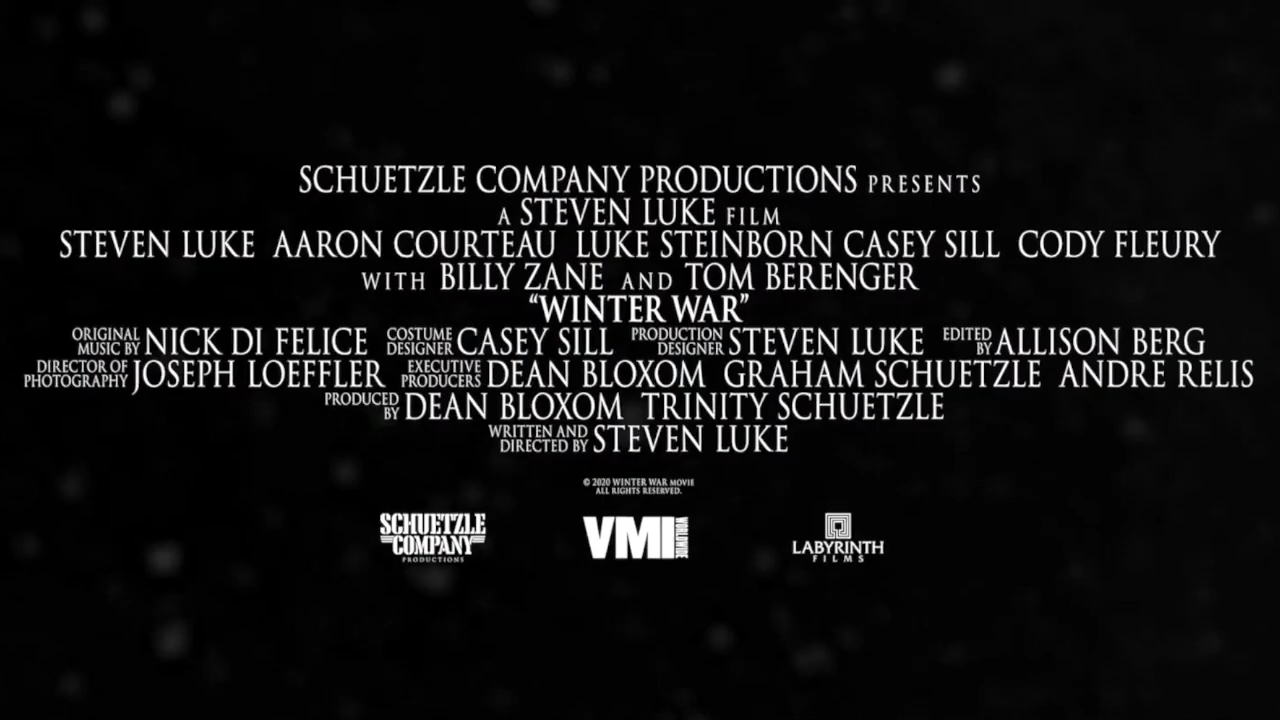 SCHUETZLE COMPANY PRODUCTIONS PRESENTS
A STEVEN LUKE FILM
STEVEN LUKE AARON COURTEAU LUKE STEINBORN CASEY SILL CODY FLEURY
WITH BILLY ZANE AND TOM BERENGER
“WINTER WAR”
ORIGINAL MUSIC BY NICK DI FELICE COSTUME DESIGNER CASEY SILL PRODUCTION DESIGNER STEVEN LUKE EDITED BY ALLISON BERG
DIRECTOR OF PHOTOGRAPHY JOSEPH LOEFFLER EXECUTIVE PRODUCERS DEAN BLOXOM GRAHAM SCHUETZLE ANDRE RELIS
PRODUCED BY DEAN BLOXOM TRINITY SCHUETZLE
WRITTEN AND DIRECTED BY STEVEN LUKE
© 2020 WINTER WAR MOVIE
ALL RIGHTS RESERVED.
SCHUETZLE COMPANY PRODUCTIONS
VMI WORLDWIDE
LABYRINTH FILMS